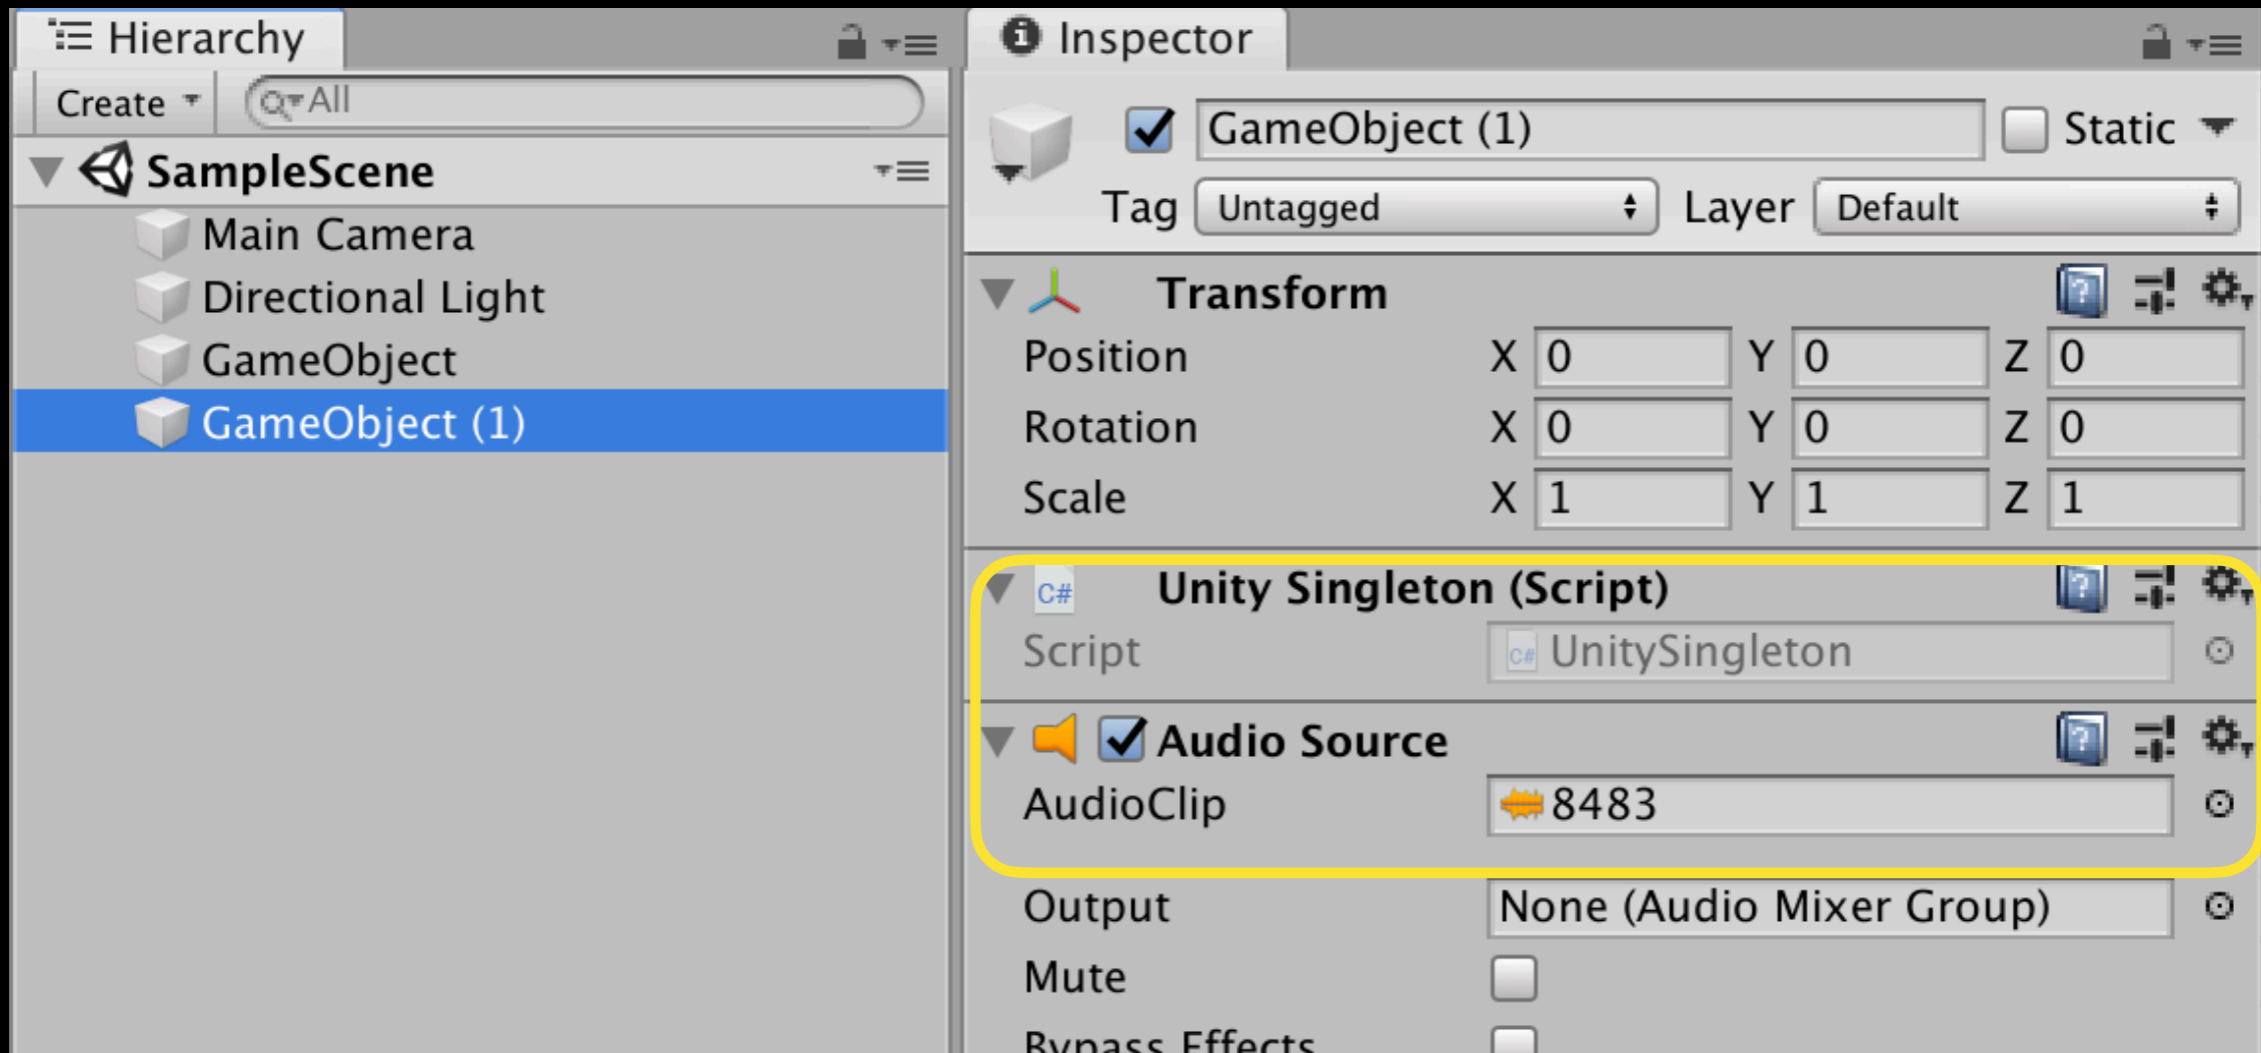 Hierarchy
Create
All
SampleScene
Main Camera
Directional Light
GameObject
GameObject (1)
Inspector
GameObject (1)
Static
Tag Untagged Layer Default
Transform
Position X 0 Y 0 Z 0
Rotation X 0 Y 0 Z 0
Scale X 1 Y 1 Z 1
C# Unity Singleton (Script)
Script C# UnitySingleton
Audio Source
AudioClip 8483
Output None (Audio Mixer Group)
Mute
Bypass Effects